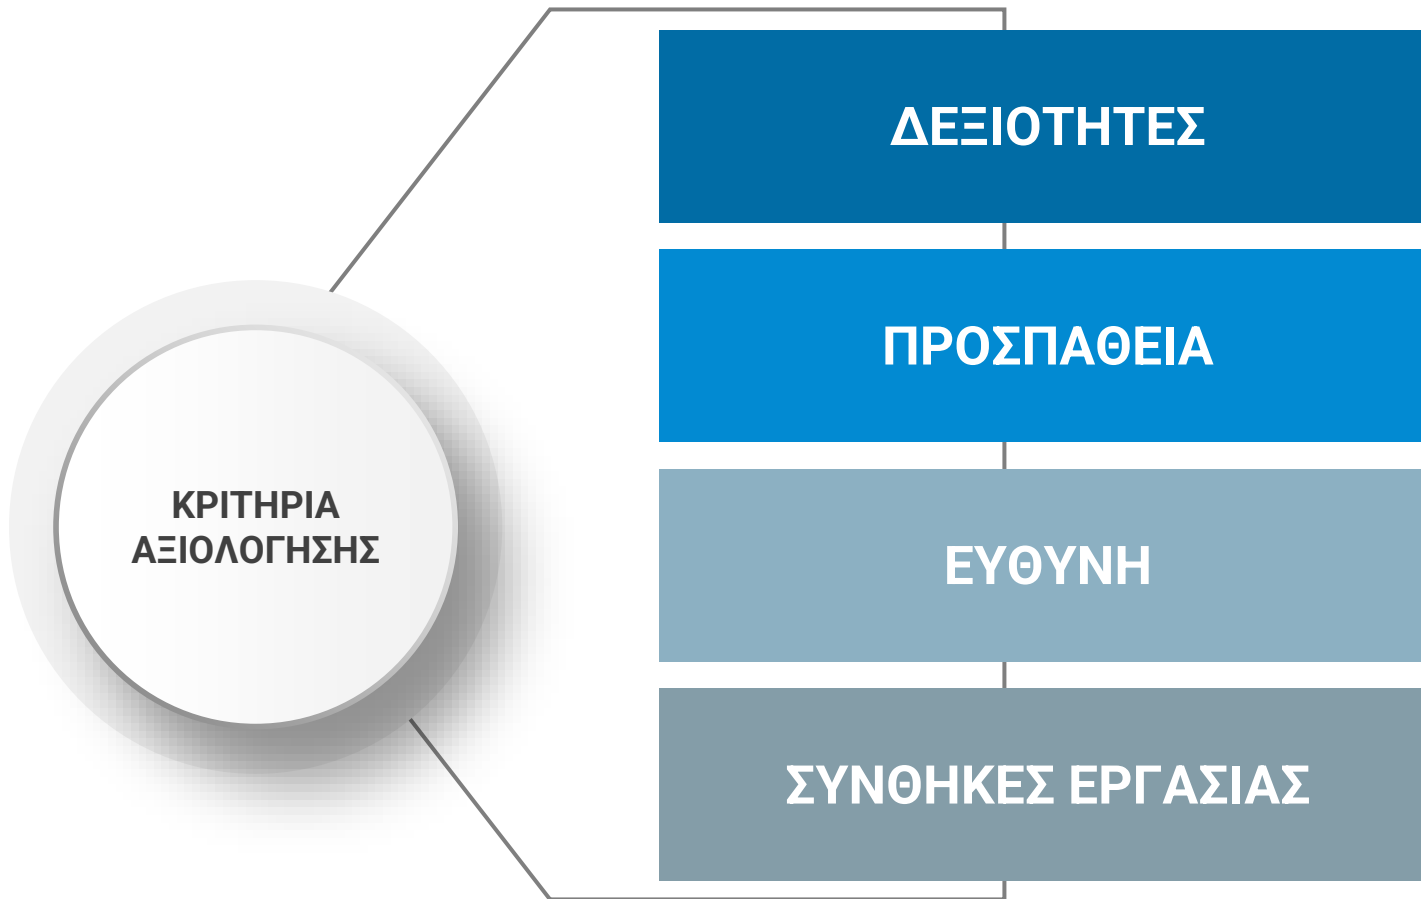 ΚΡΙΤΗΡΙΑ
ΑΞΙΟΛΟΓΗΣΗΣ
ΔΕΞΙΟΤΗΤΕΣ
ΠΡΟΣΠΑΘΕΙΑ
ΕΥΘΥΝΗ
ΣΥΝΘΗΚΕΣ ΕΡΓΑΣΙΑΣ